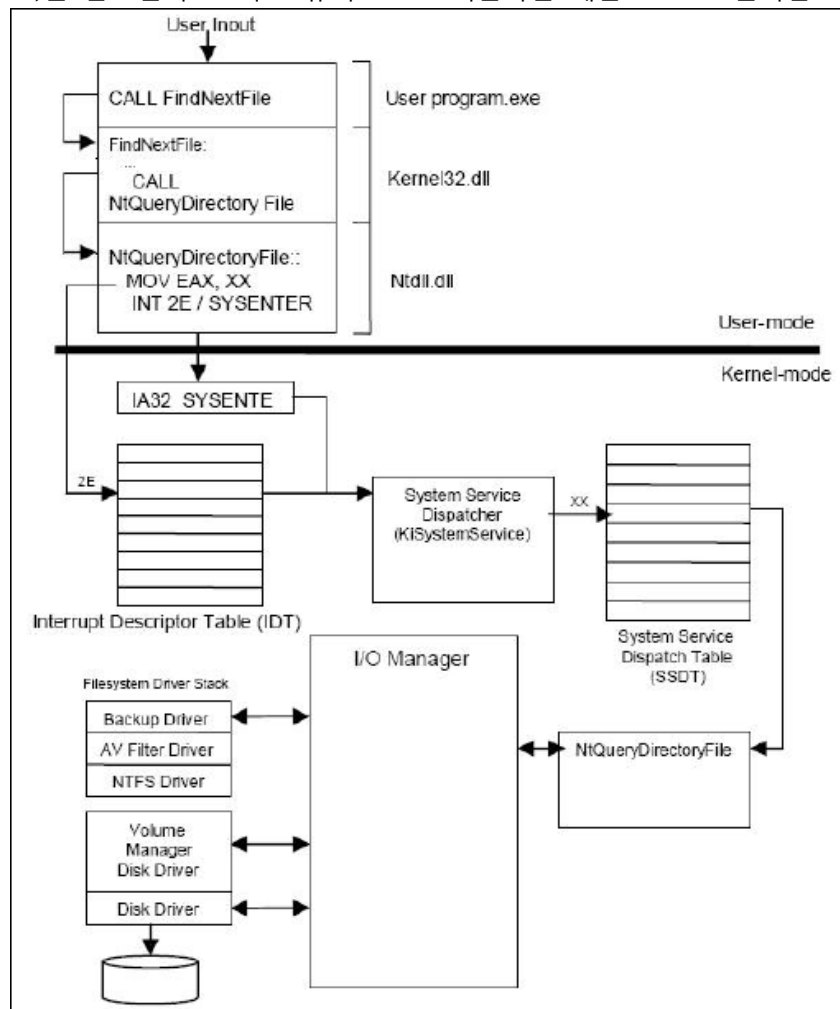 User Inout
CALL FindNextFile
User program.exe
FindNextFile:
...
CALL
NtQueryDirectory File
Kernel32.dll
NtQueryDirectoryFile::
MOV EAX, XX
INT 2E / SYSENTER
Ntdll.dll
User-mode
Kernel-mode
IA32 SYSENTE
2E
System Service
Dispatcher
(KiSystemService)
XX
Interrupt Descriptor Table (IDT)
System Service
Dispatch Table
(SSDT)
I/O Manager
Filesystem Driver Stack
Backup Driver
AV Filter Driver
NTFS Driver
NtQueryDirectoryFile
Volume
Manager
Disk Driver
Disk Driver